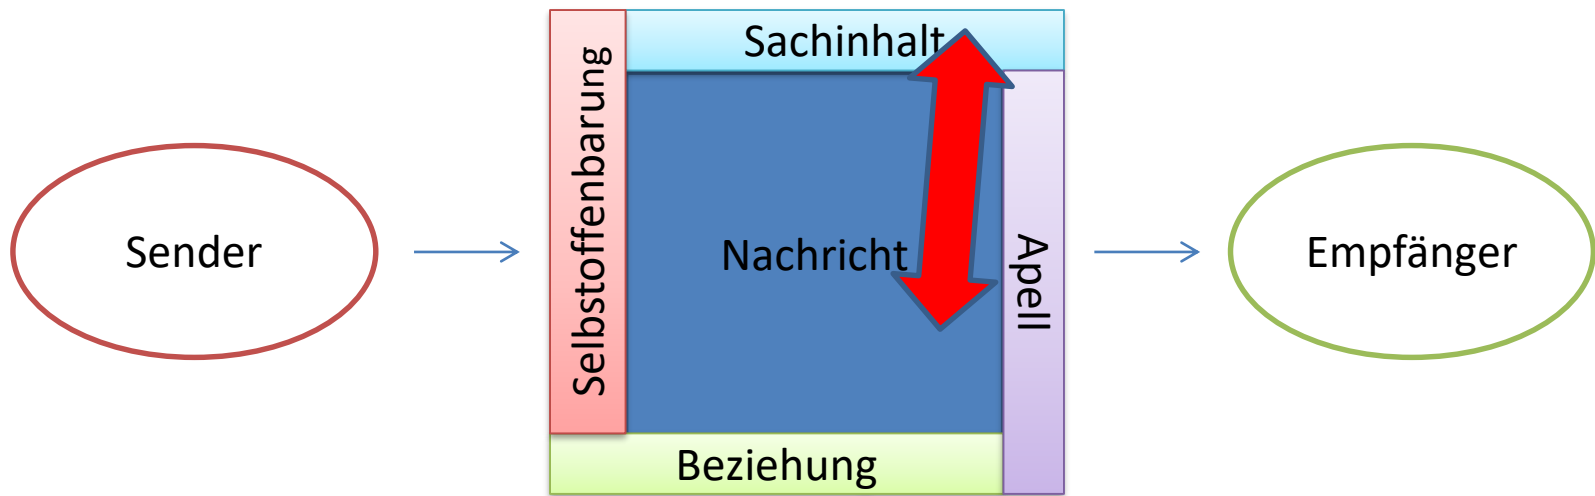 Sachinhalt
Selbstoffenbarung
Sender
Nachricht
Apell
Empfänger
Beziehung